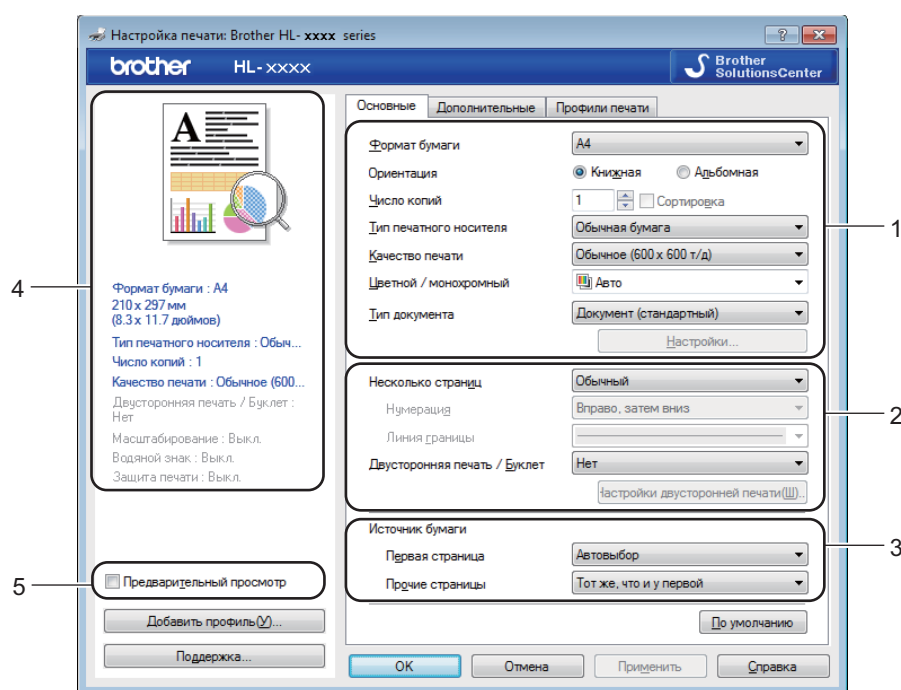 Настройка печати: Brother HL- xxxx series
brother HL- xxxx
Brother
SolutionsCenter
Основные Дополнительные Профили печати
A
Формат бумаги A4
Ориентация Книжная Альбомная
Число копий 1 Сортировка
Тип печатного носителя Обычная бумага
1
Качество печати Обычное (600 x 600 т/д)
Цветной / монохромный Авто
Тип документа Документ (стандартный)
Настройки...
4
Формат бумаги : A4
210 x 297 мм
(8.3 x 11.7 дюймов)
Тип печатного носителя : Обыч...
Число копий : 1
Качество печати : Обычное (600...
Двусторонняя печать / Буклет :
Нет
Масштабирование : Выкл.
Водяной знак : Выкл.
Защита печати : Выкл.
Несколько страниц Обычный
Нумерация Вправо, затем вниз
2
Линия границы
Двусторонняя печать / Буклет Нет
Настройки двусторонней печати(Ш)..
Источник бумаги
Первая страница Автовыбор
3
Прочие страницы Тот же, что и у первой
5
Предварительный просмотр
Добавить профиль(У)...
Поддержка...
По умолчанию
OK Отмена Применить Справка